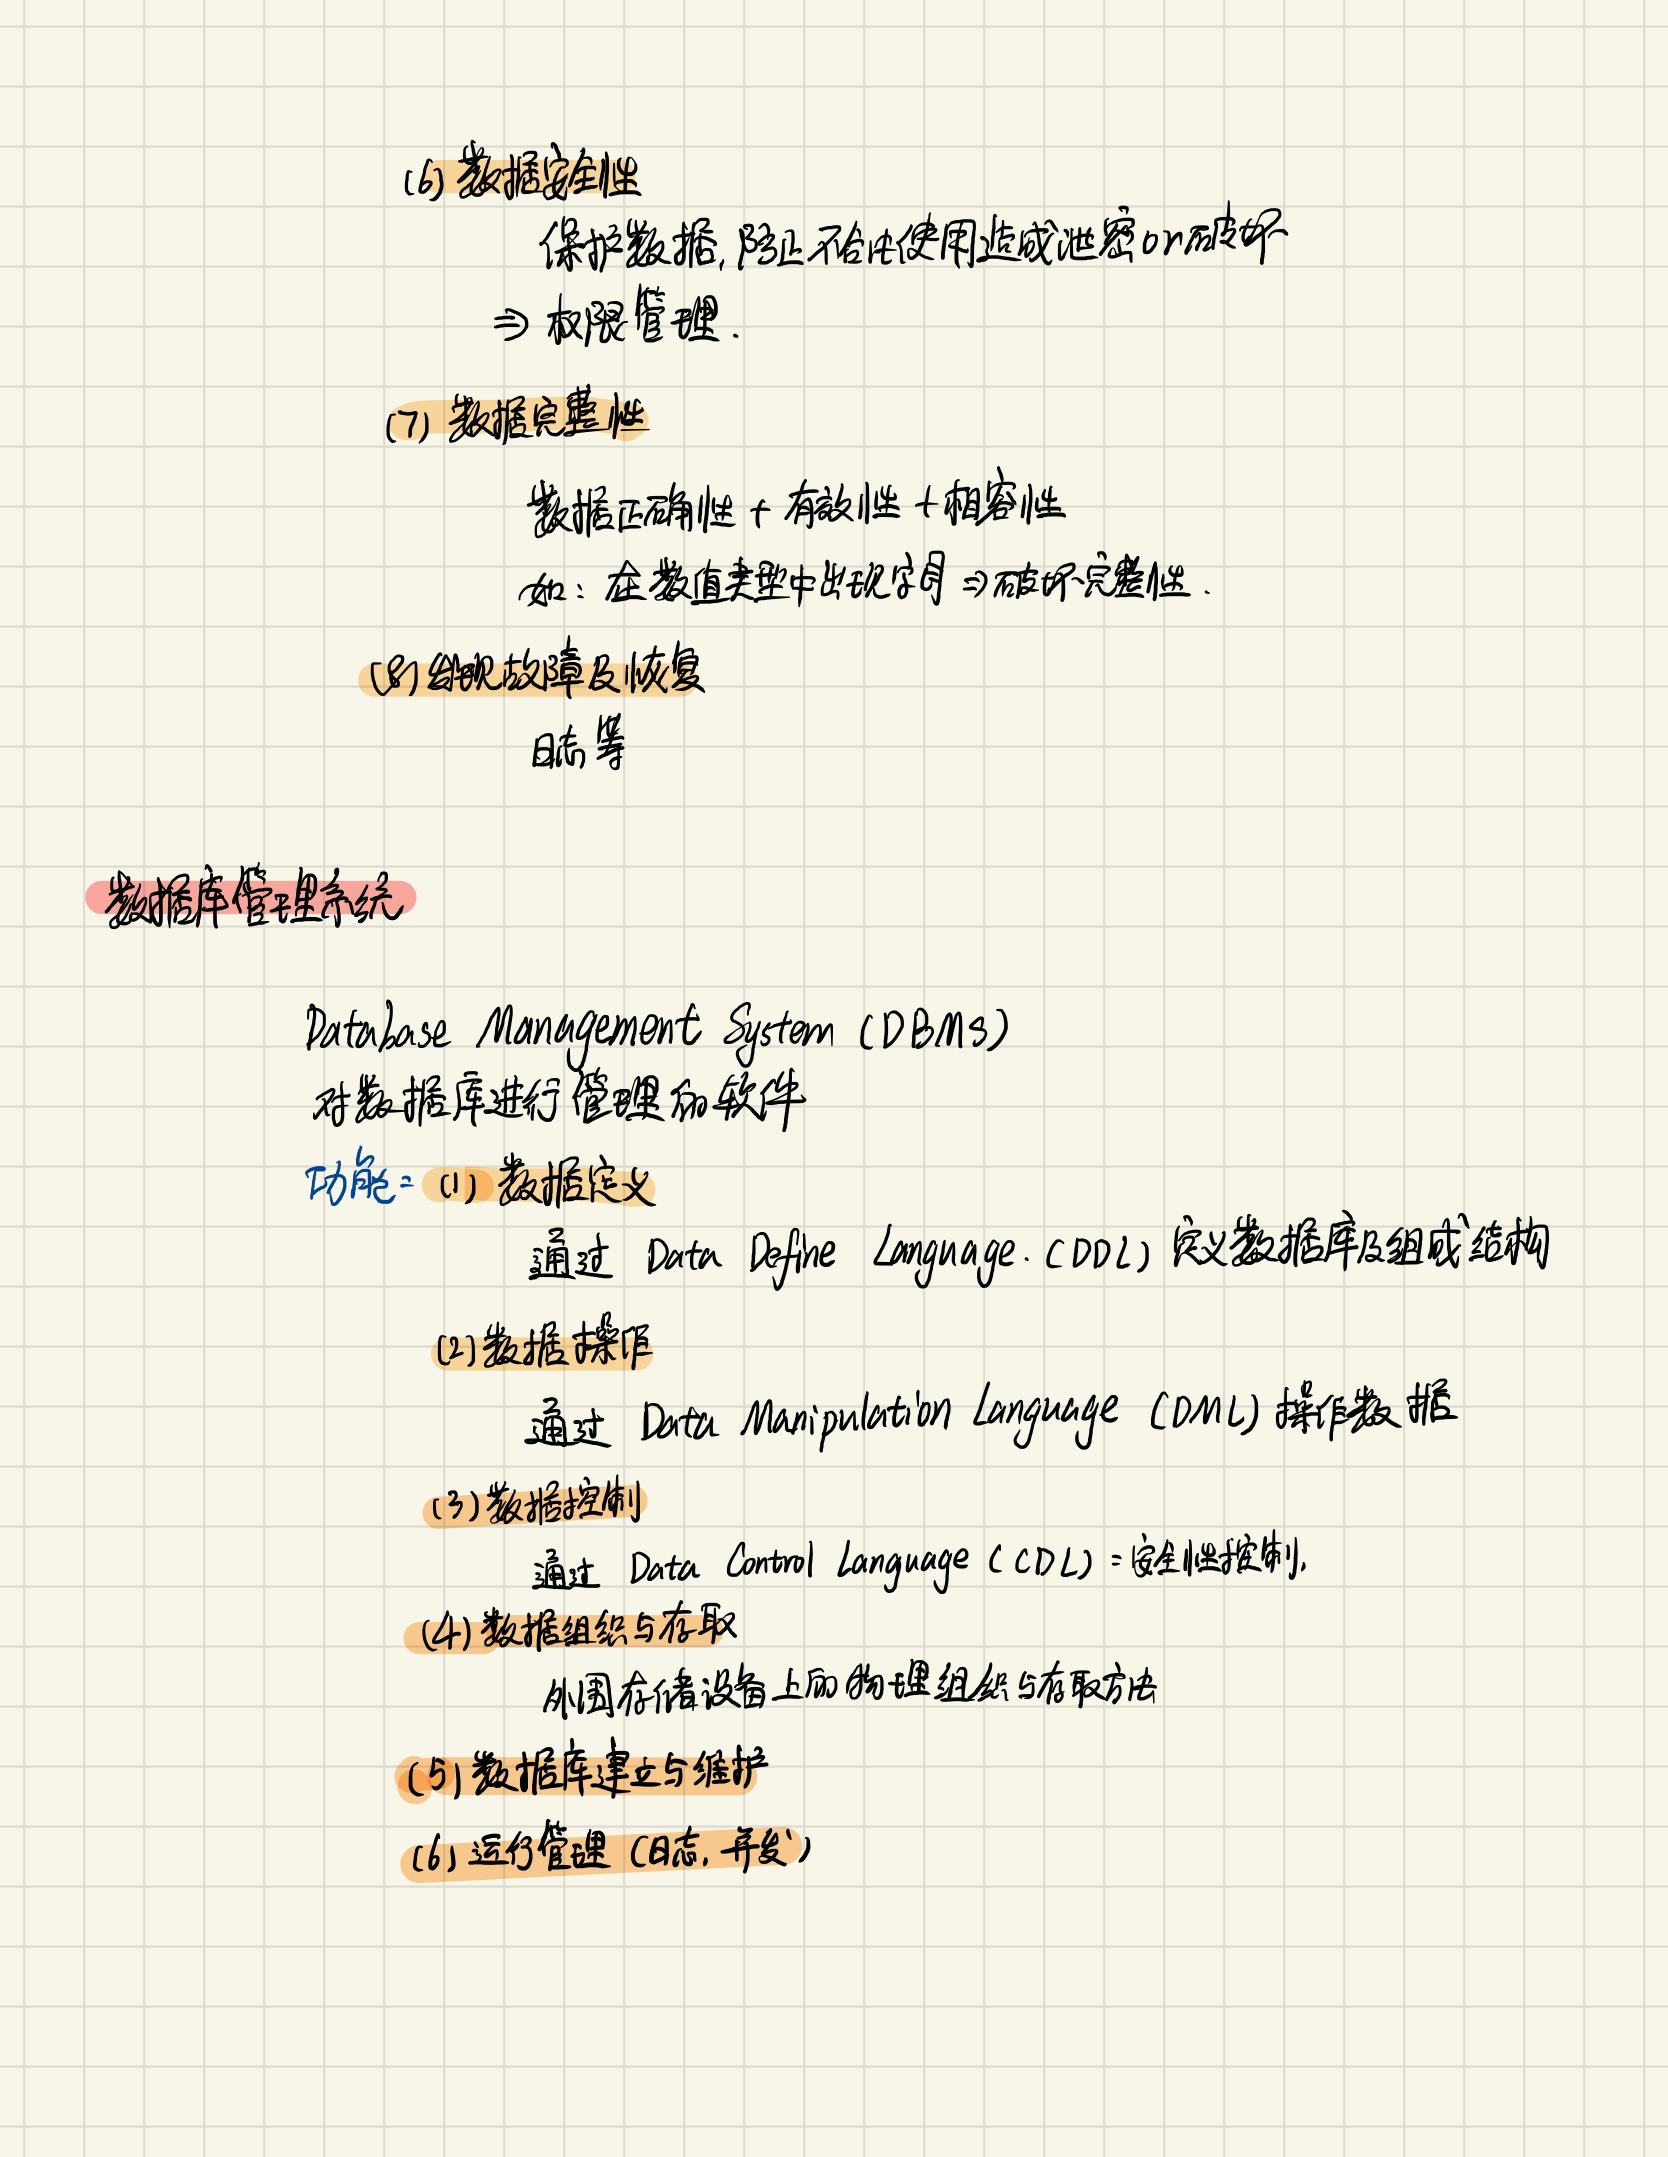 (6) 数据安全性
保护数据, 防止不合法使用造成泄密or破坏
⇒ 权限管理.
(7) 数据完整性
数据正确性 + 有效性 + 相容性
如: 在数值类型中出现字母 ⇒ 破坏完整性.
(8) 发现故障及恢复
日志等
数据库管理系统
Database Management System (DBMS)
对数据库进行管理的软件
功能: (1) 数据定义
通过 Data Define Language. (DDL) 定义数据库及组成结构
(2) 数据操作
通过 Data Manipulation Language (DML) 操作数据
(3) 数据控制
通过 Data Control Language (CDL) : 安全性控制.
(4) 数据组织与存取
外围存储设备上的物理组织与存取方法
(5) 数据库建立与维护
(6) 运行管理 (日志, 并发)